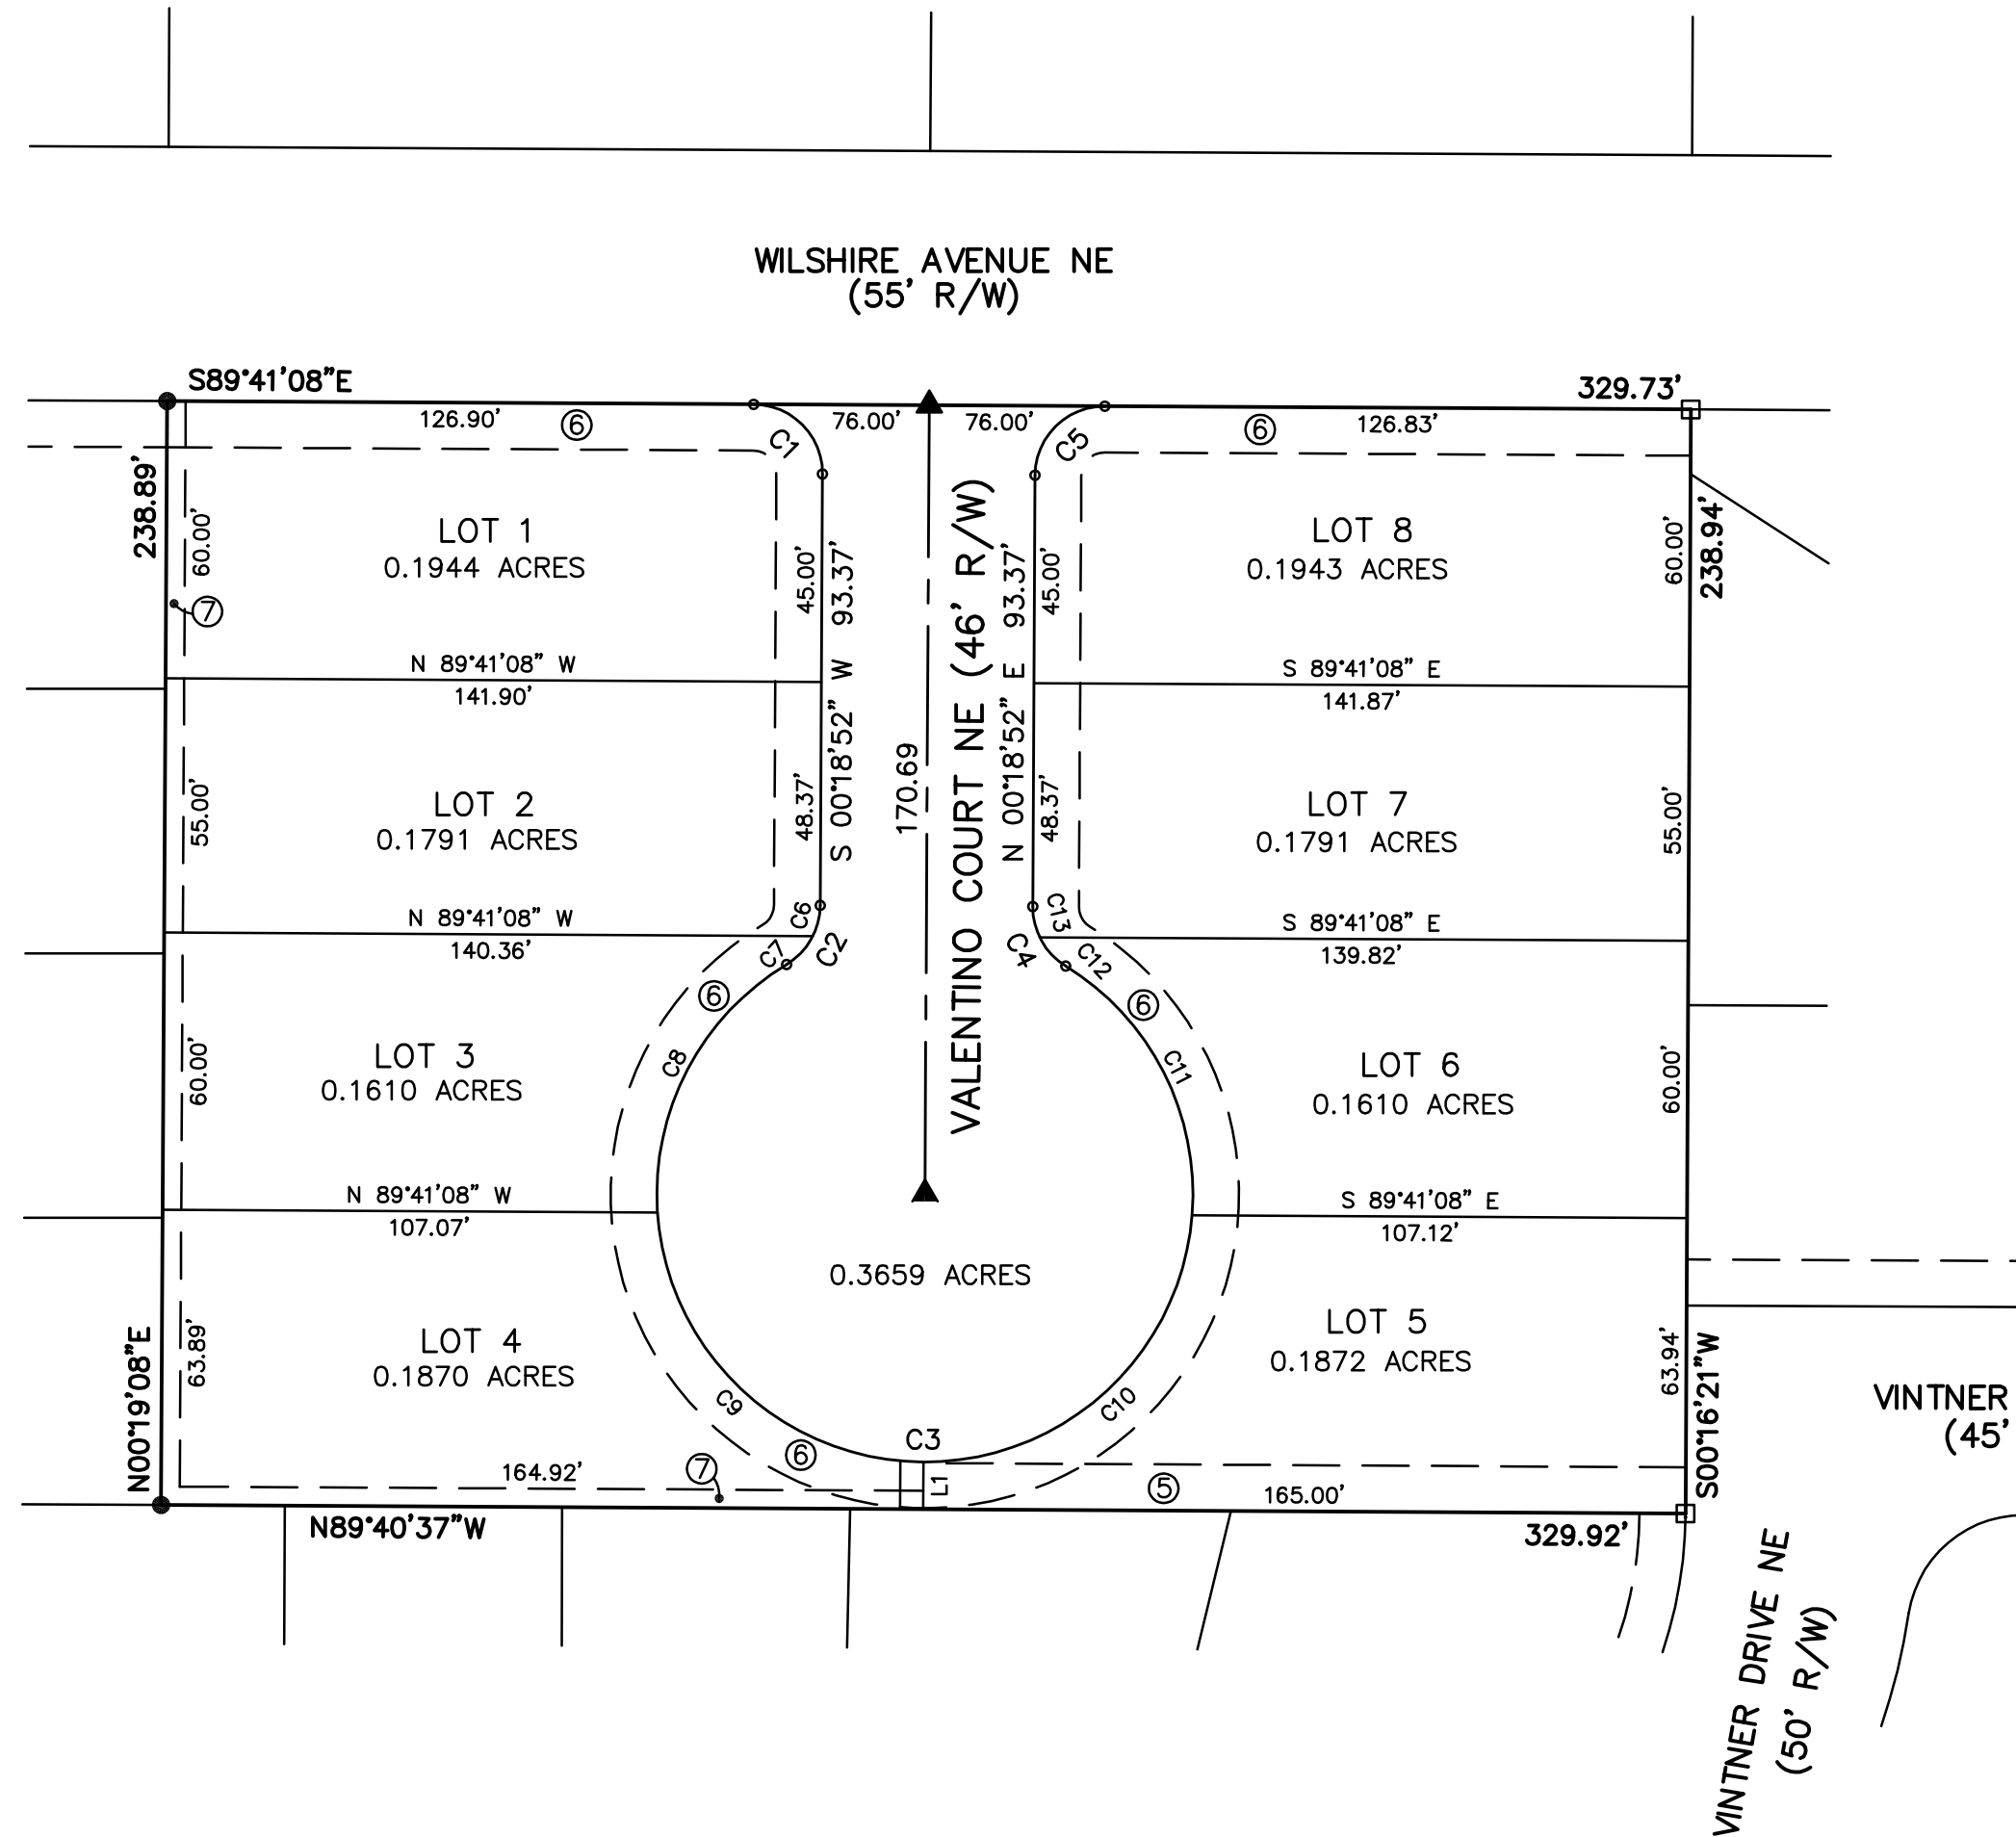 WILSHIRE AVENUE NE
(55' R/W)
S89°41'08"E
329.73'
126.90'
6
76.00'
76.00'
6
126.83'
C1
C5
238.89'
60.00'
LOT 1
0.1944 ACRES
45.00'
S 00°18'52" W 93.37'
VALENTINO COURT NE (46' R/W)
N 00°18'52" E 93.37'
45.00'
LOT 8
0.1943 ACRES
60.00'
238.94'
7
N 89°41'08" W
141.90'
S 89°41'08" E
141.87'
55.00'
LOT 2
0.1791 ACRES
48.37'
170.69
48.37'
LOT 7
0.1791 ACRES
55.00'
N 89°41'08" W
140.36'
C6
C7
C2
C13
C4
C12
S 89°41'08" E
139.82'
6
6
60.00'
LOT 3
0.1610 ACRES
C8
C11
LOT 6
0.1610 ACRES
60.00'
N 89°41'08" W
107.07'
S 89°41'08" E
107.12'
0.3659 ACRES
N00°19'08"E
63.89'
LOT 4
0.1870 ACRES
C9
C3
C10
LOT 5
0.1872 ACRES
63.94'
S00°16'21"W
VINTNER
(45'
164.92'
7
6
L1
5
165.00'
N89°40'37"W
329.92'
VINTNER DRIVE NE
(50' R/W)